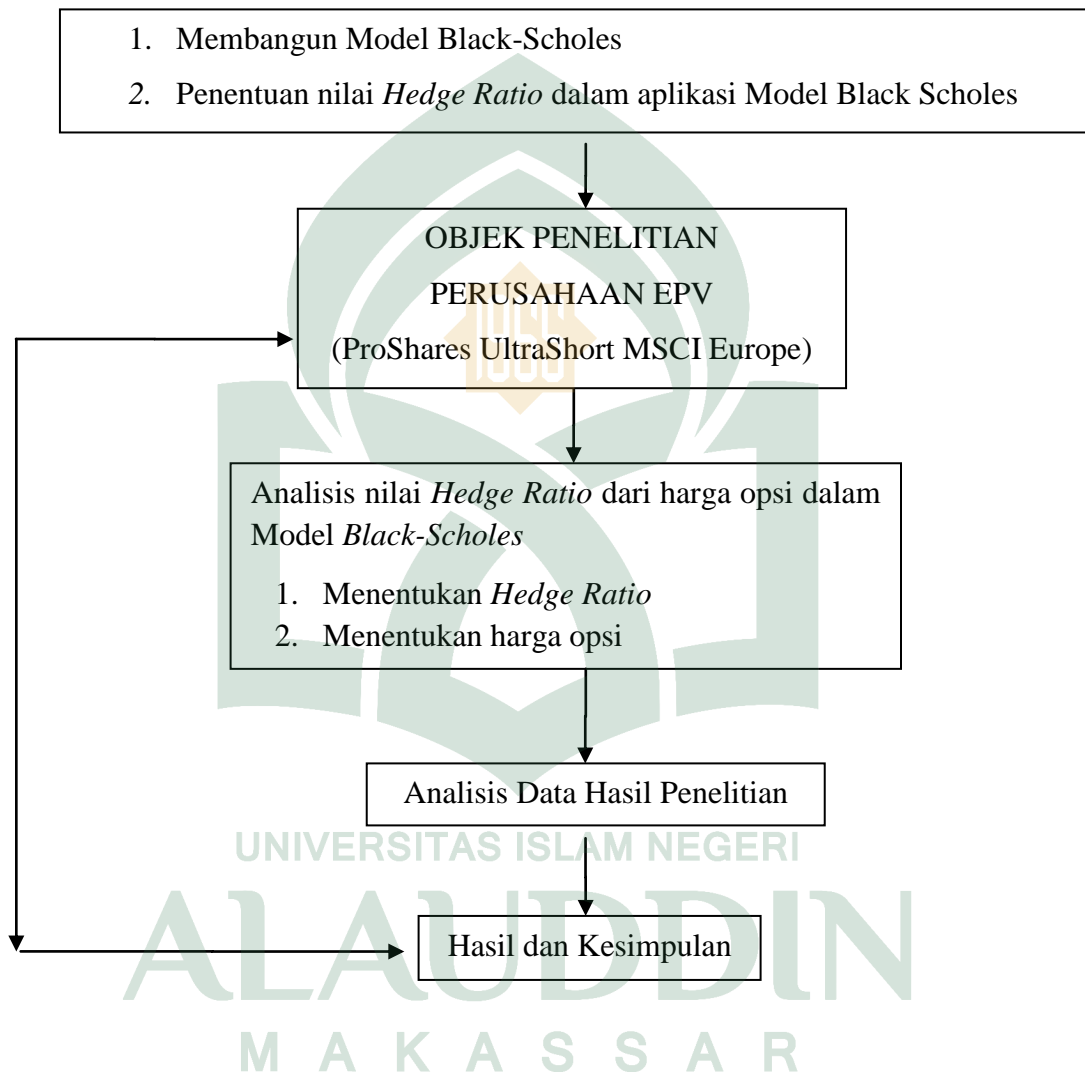 1. Membangun Model Black-Scholes
2. Penentuan nilai Hedge Ratio dalam aplikasi Model Black Scholes
OBJEK PENELITIAN
PERUSAHAAN EPV
(ProShares UltraShort MSCI Europe)
1965
Analisis nilai Hedge Ratio dari harga opsi dalam
Model Black-Scholes
1. Menentukan Hedge Ratio
2. Menentukan harga opsi
Analisis Data Hasil Penelitian
UNIVERSITAS ISLAM NEGERI
ALAUDDIN
Hasil dan Kesimpulan
MAKASSAR